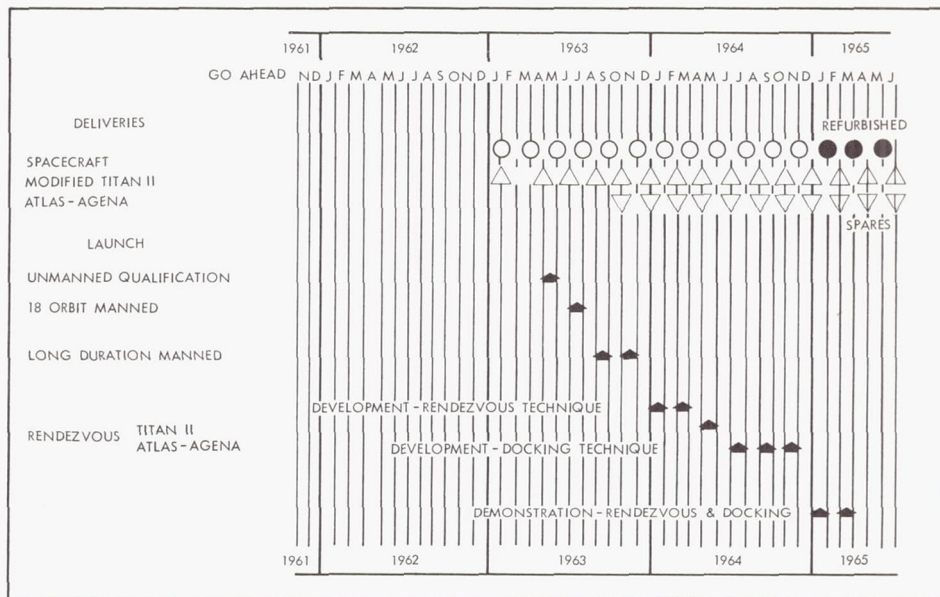 1961 1962 1963 1964 1965
GO AHEAD N D J F M A M J J A S O N D J F M A M J J A S O N D J F M A M J J A S O N D J F M A M J
DELIVERIES
REFURBISHED
SPACECRAFT
MODIFIED TITAN II
ATLAS-AGENA
SPARES
LAUNCH
UNMANNED QUALIFICATION
18 ORBIT MANNED
LONG DURATION MANNED
DEVELOPMENT-RENDEZVOUS TECHNIQUE
RENDEZVOUS TITAN II
ATLAS-AGENA
DEVELOPMENT-DOCKING TECHNIQUE
DEMONSTRATION-RENDEZVOUS & DOCKING
1961 1962 1963 1964 1965